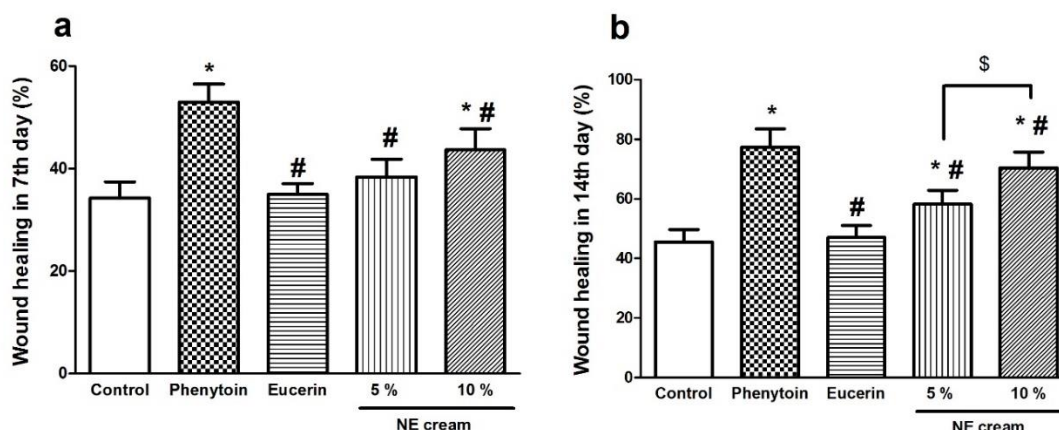 a
Wound healing in 7th day (%)
60
40
20
0
*
#
#
* #
Control Phenytoin Eucerin 5 % 10 %
NE cream
b
Wound healing in 14th day (%)
100
80
60
40
20
0
*
#
* #
* #
$
Control Phenytoin Eucerin 5 % 10 %
NE cream